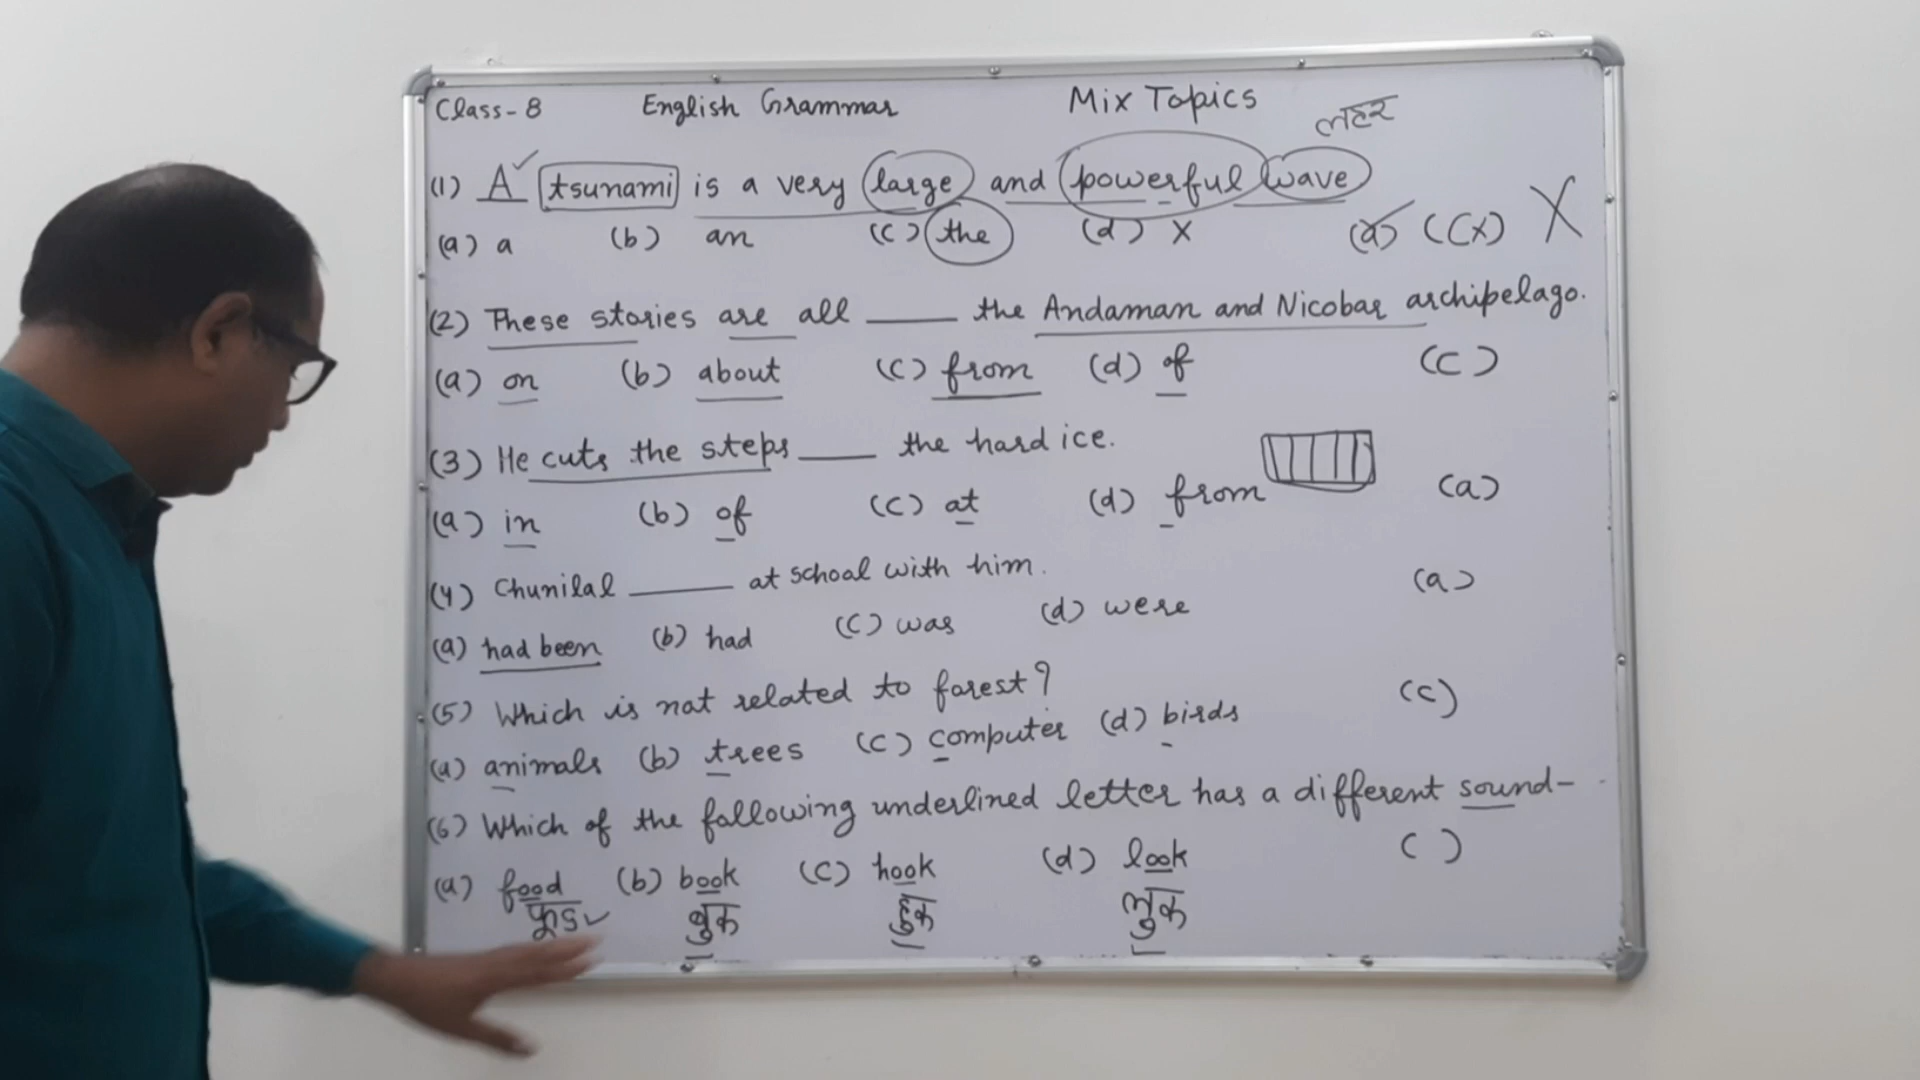 Class-8 English Grammar Mix Topics
लहर
(1) A tsunami is a very large and powerful wave
(a) a (b) an (c) the (d) X (a) (Cx) X
(2) These stories are all ____ the Andaman and Nicobar archipelago.
(a) on (b) about (c) from (d) of (c)
(3) He cuts the steps ____ the hard ice.
(a) in (b) of (c) at (d) from (a)
(4) Chunilal ____ at school with him.
(a) had been (b) had (c) was (d) were (a)
(5) Which is not related to forest?
(a) animals (b) trees (c) computer (d) birds (c)
(6) Which of the following underlined letter has a different sound-
(a) food (b) book (c) hook (d) look ( )
फूड बुक हुक लुक